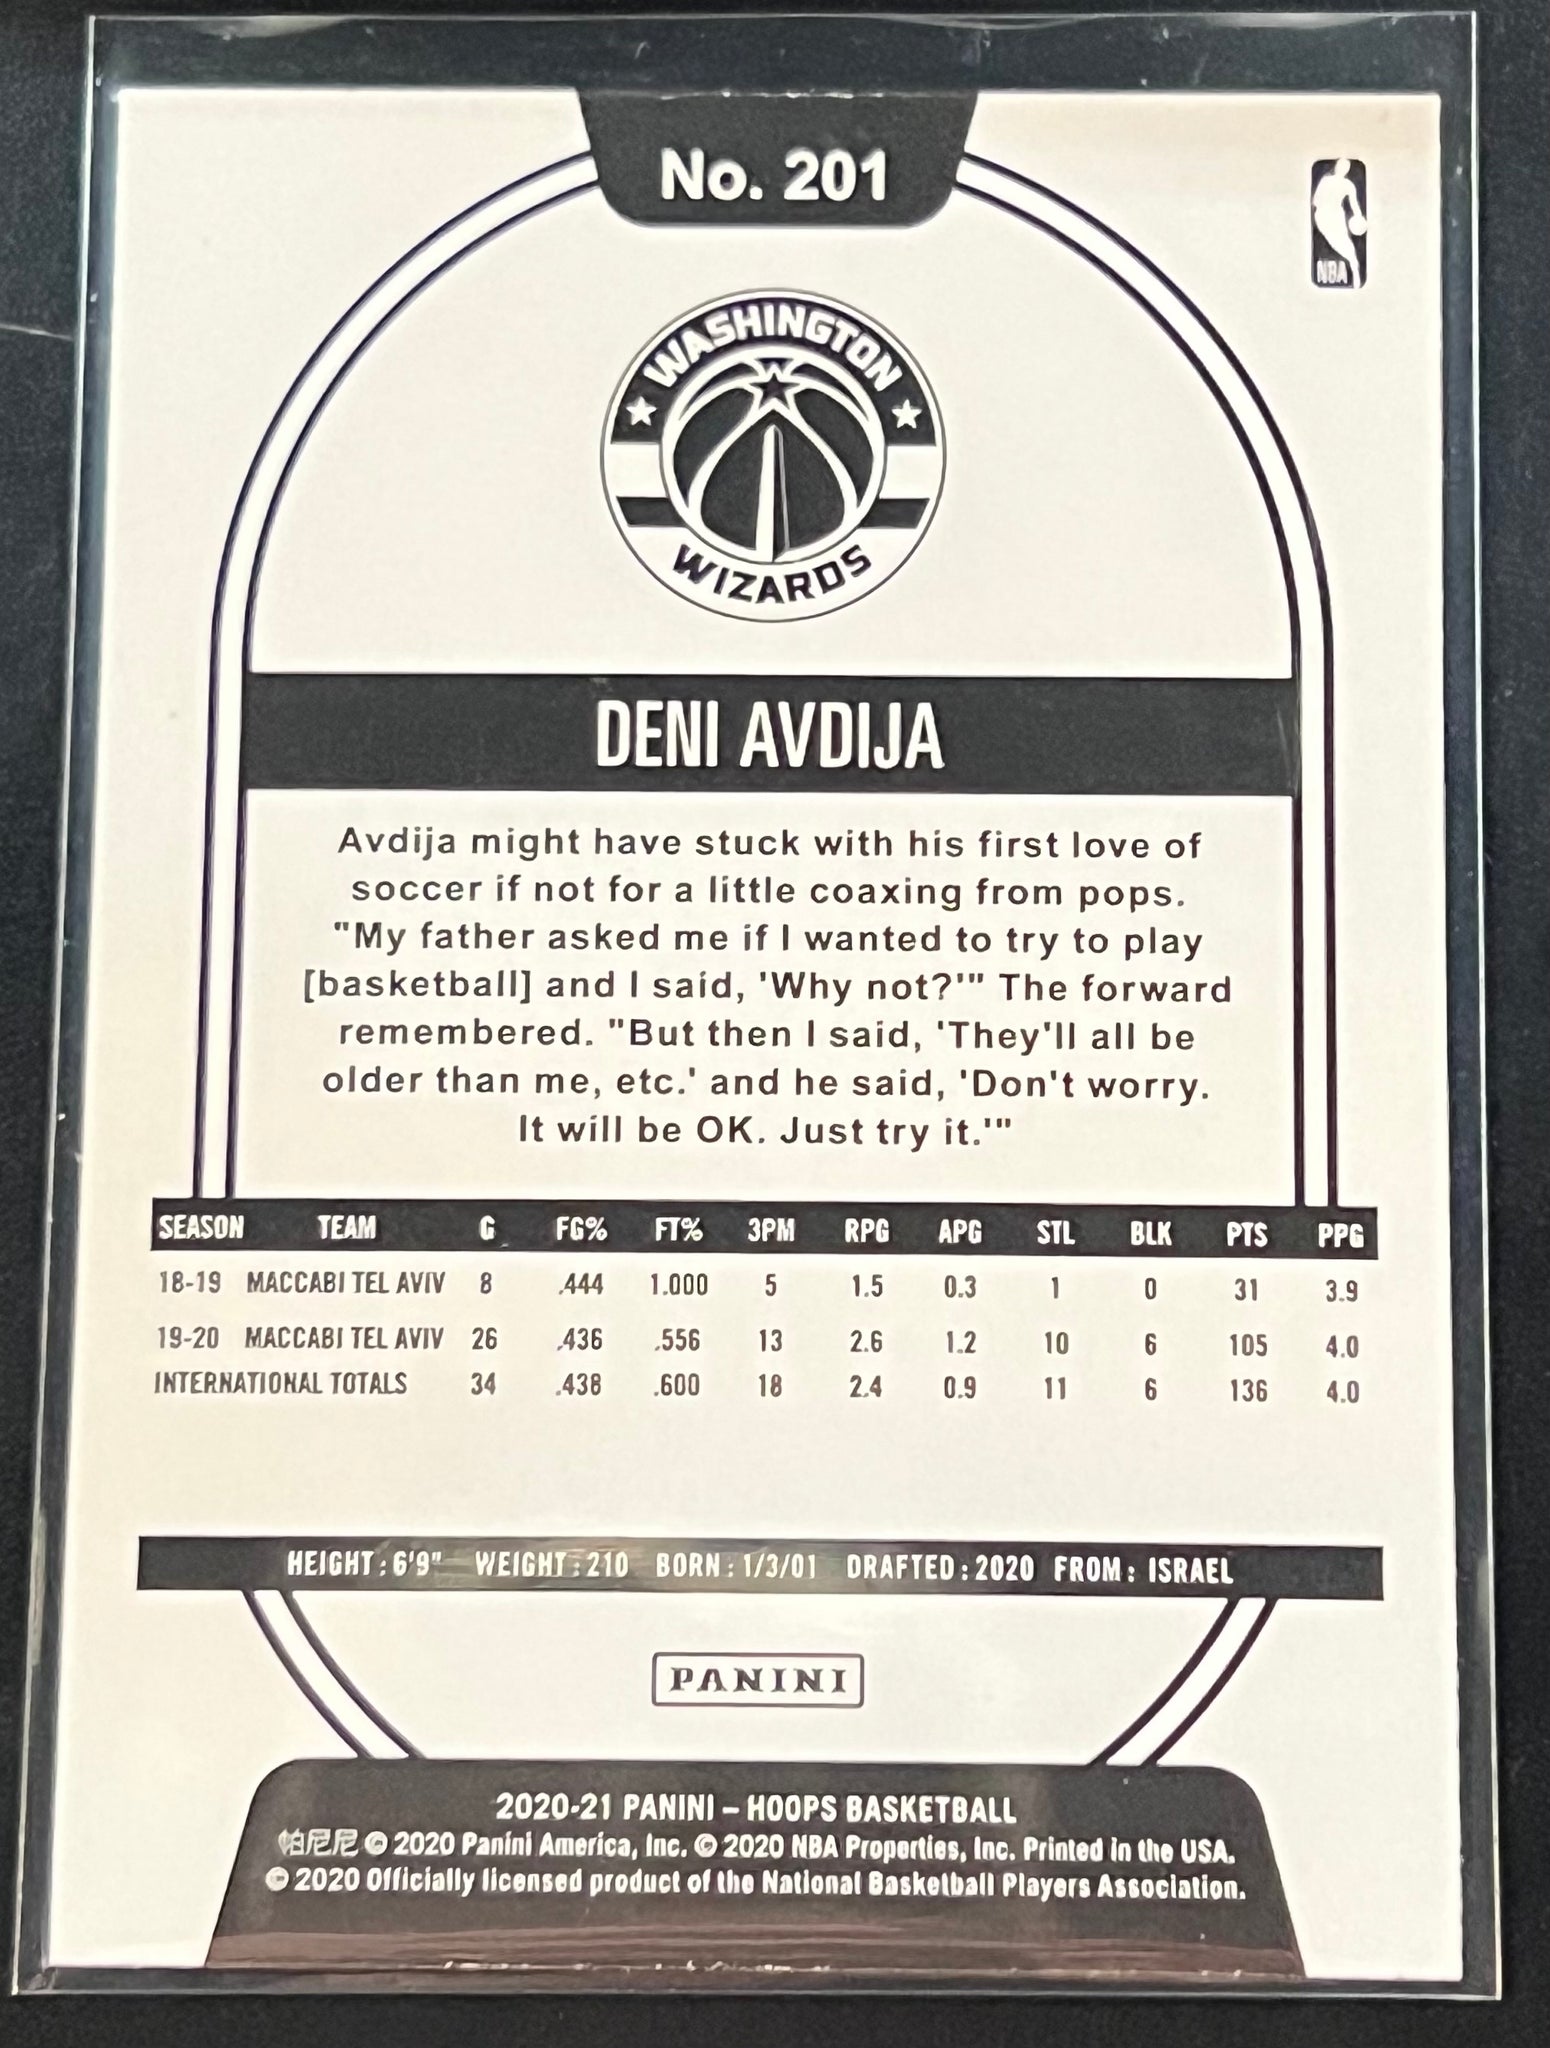 No. 201
NBA
WASHINGTON
WIZARDS
DENI AVDIJA
Avdija might have stuck with his first love of
soccer if not for a little coaxing from pops.
"My father asked me if I wanted to try to play
[basketball] and I said, 'Why not?'" The forward
remembered. "But then I said, 'They'll all be
older than me, etc.' and he said, 'Don't worry.
It will be OK. Just try it.'"
SEASON TEAM G FG% FT% 3PM RPG APG STL BLK PTS PPG
18-19 MACCABI TEL AVIV 8 .444 1.000 5 1.5 0.3 1 0 31 3.9
19-20 MACCABI TEL AVIV 26 .436 .556 13 2.6 1.2 10 6 105 4.0
INTERNATIONAL TOTALS 34 .438 .600 18 2.4 0.9 11 6 136 4.0
HEIGHT: 6'9" WEIGHT: 210 BORN: 1/3/01 DRAFTED: 2020 FROM: ISRAEL
PANINI
2020-21 PANINI – HOOPS BASKETBALL
帕尼尼 © 2020 Panini America, Inc. © 2020 NBA Properties, Inc. Printed in the USA.
© 2020 Officially licensed product of the National Basketball Players Association.